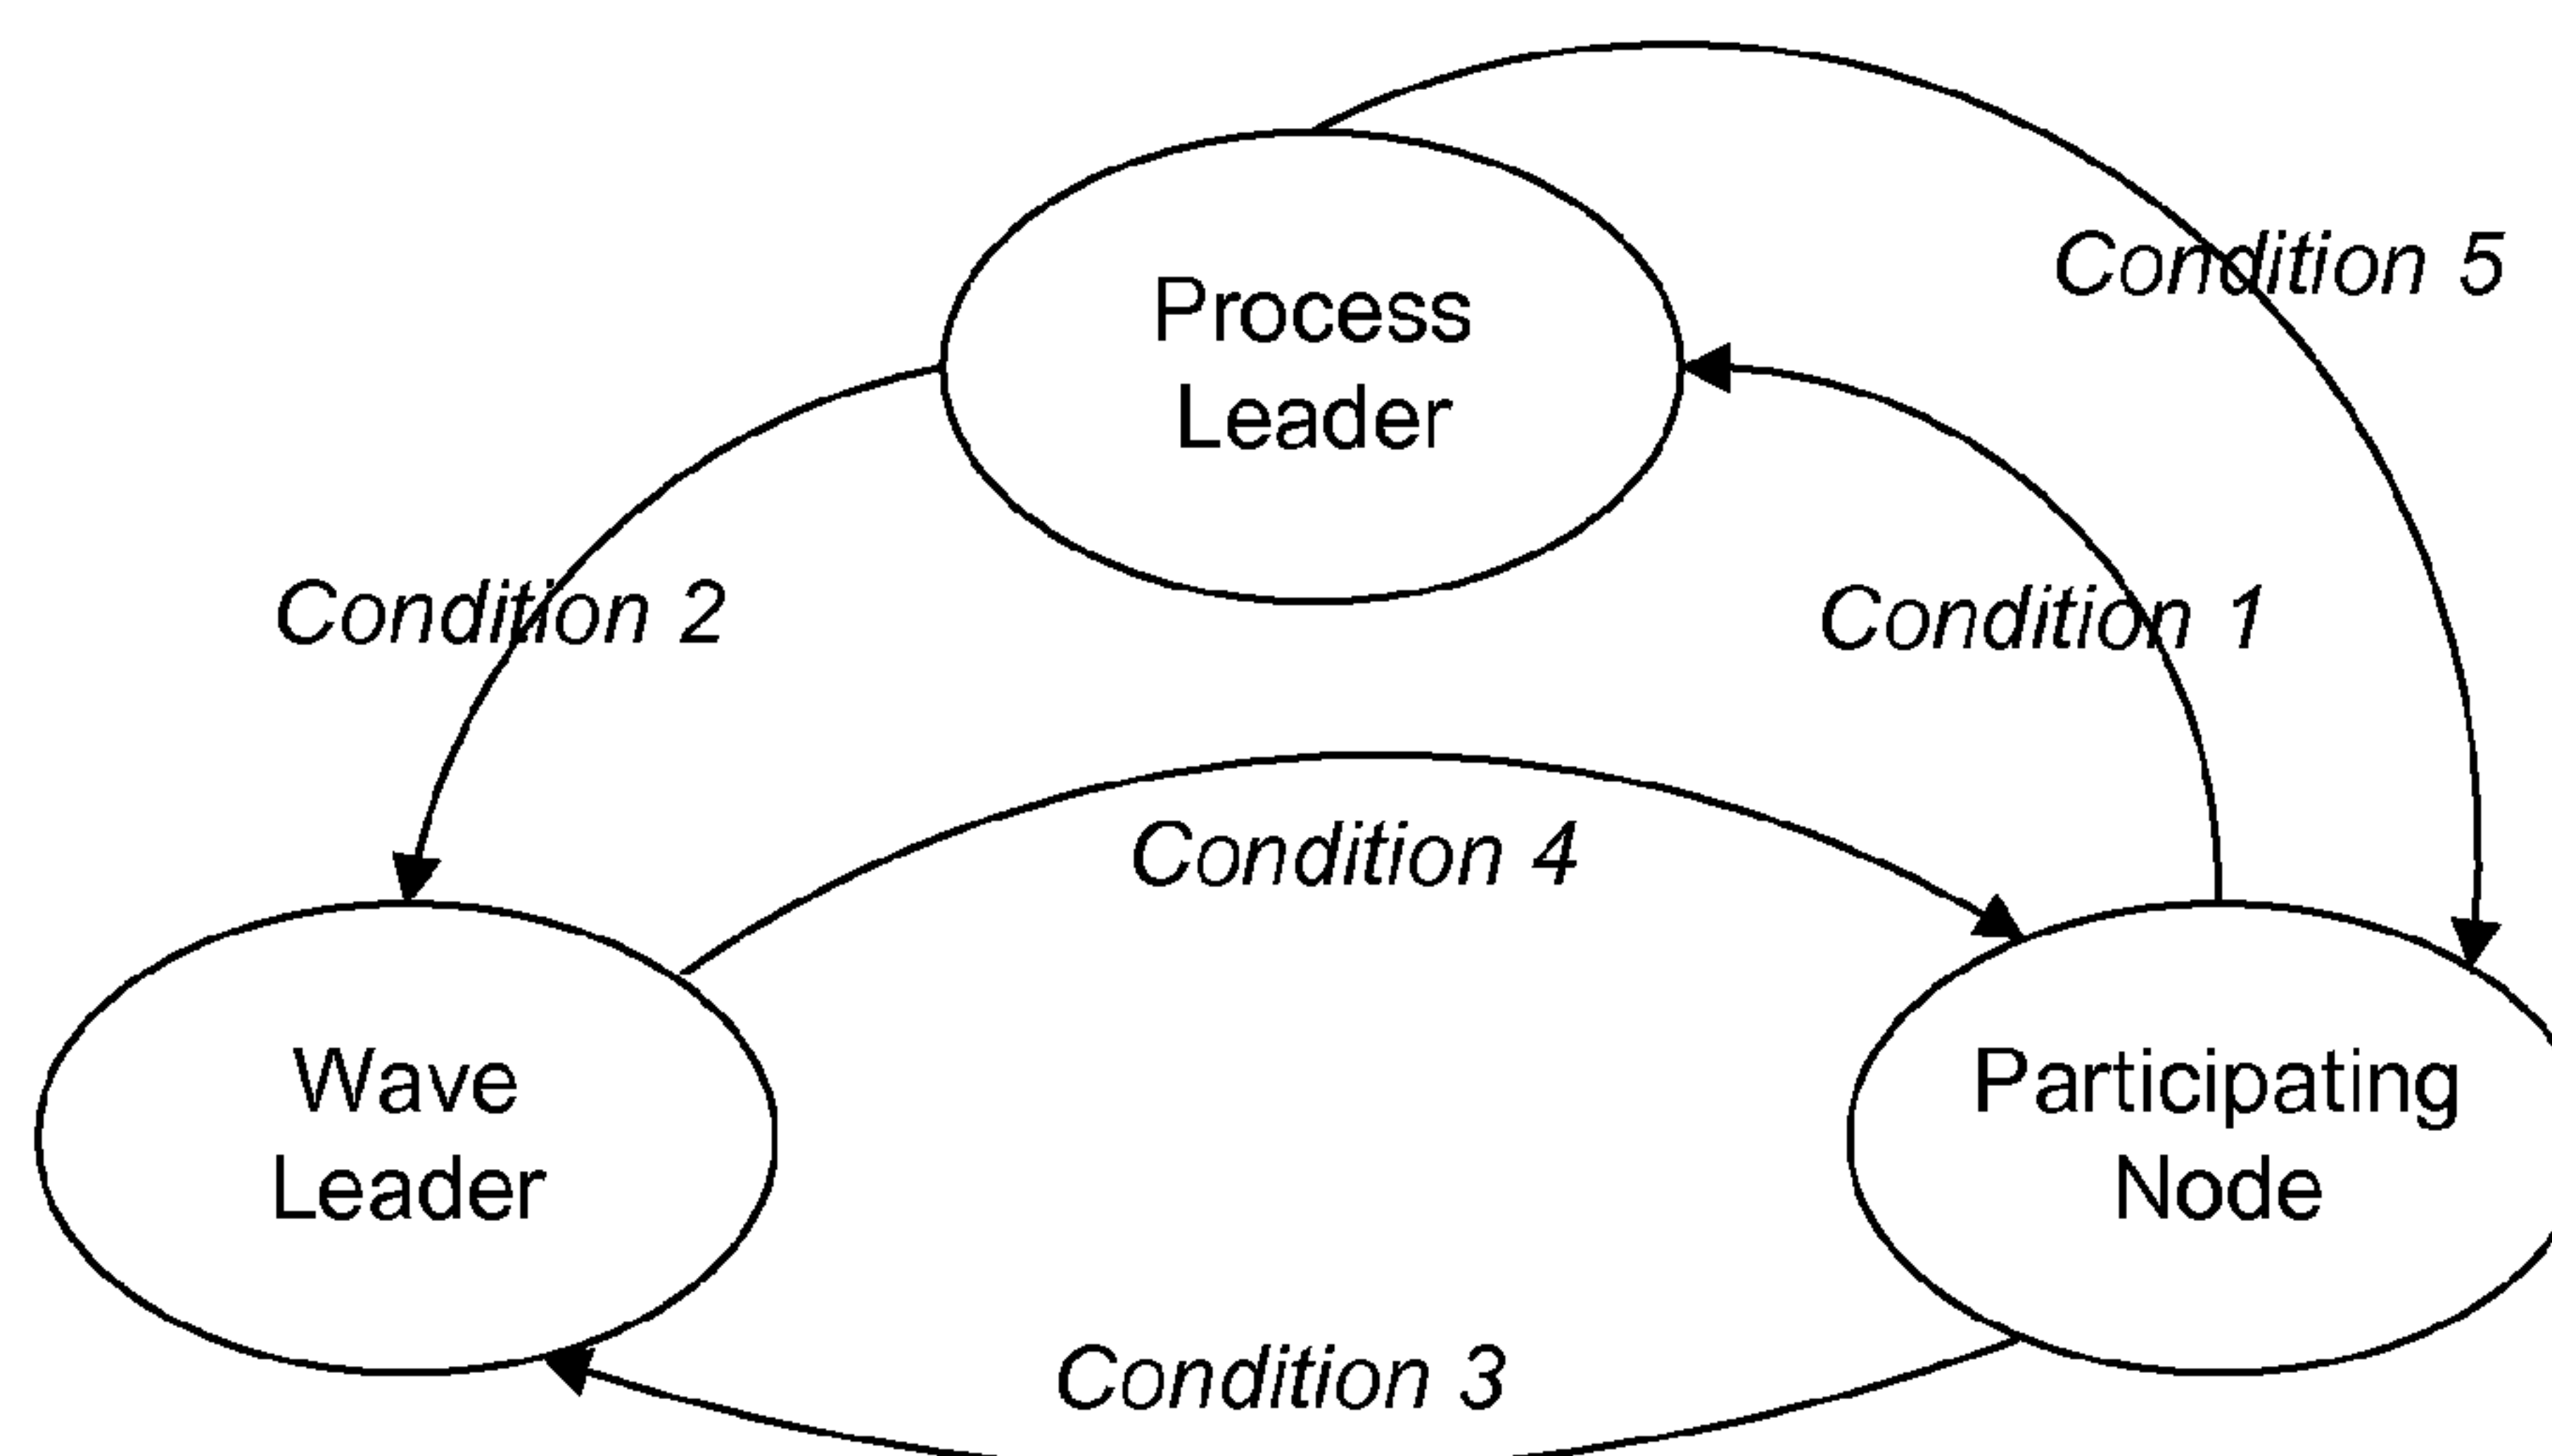 Condition 5
Process
Leader
Condition 2
Condition 1
Condition 4
Wave
Leader
Participating
Node
Condition 3